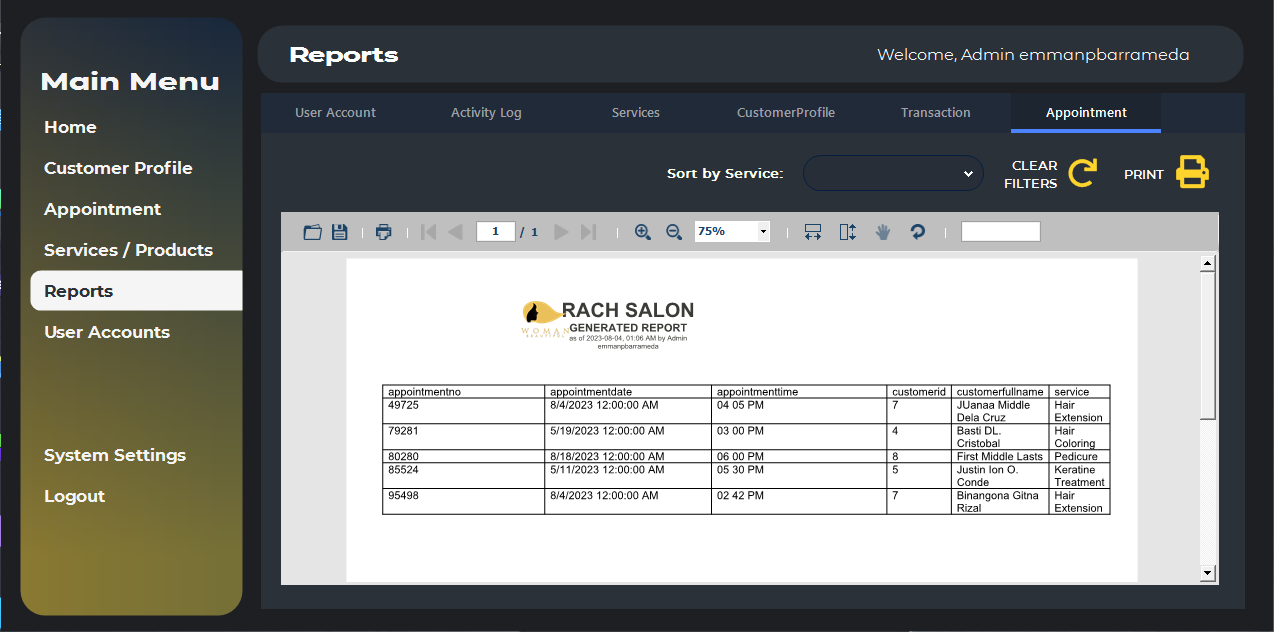 Main Menu
Home
Customer Profile
Appointment
Services / Products
Reports
User Accounts
System Settings
Logout
Reports
Welcome, Admin emmanpbarrameda
User Account
Activity Log
Services
CustomerProfile
Transaction
Appointment
Sort by Service:
CLEAR
FILTERS
PRINT
1 / 1
75%
RACH SALON
GENERATED REPORT
WOMAN
BEAUTIFUL
as of 2023-08-04, 01:06 AM by Admin
emmanpbarrameda
appointmentno appointmentdate appointmenttime customerid customerfullname service
49725 8/4/2023 12:00:00 AM 04 05 PM 7 JUanaa Middle Hair
Dela Cruz Extension
79281 5/19/2023 12:00:00 AM 03 00 PM 4 Basti DL. Hair
Cristobal Coloring
80280 8/18/2023 12:00:00 AM 06 00 PM 8 First Middle Lasts Pedicure
85524 5/11/2023 12:00:00 AM 05 30 PM 5 Justin Ion O. Keratine
Conde Treatment
95498 8/4/2023 12:00:00 AM 02 42 PM 7 Binangona Gitna Hair
Rizal Extension